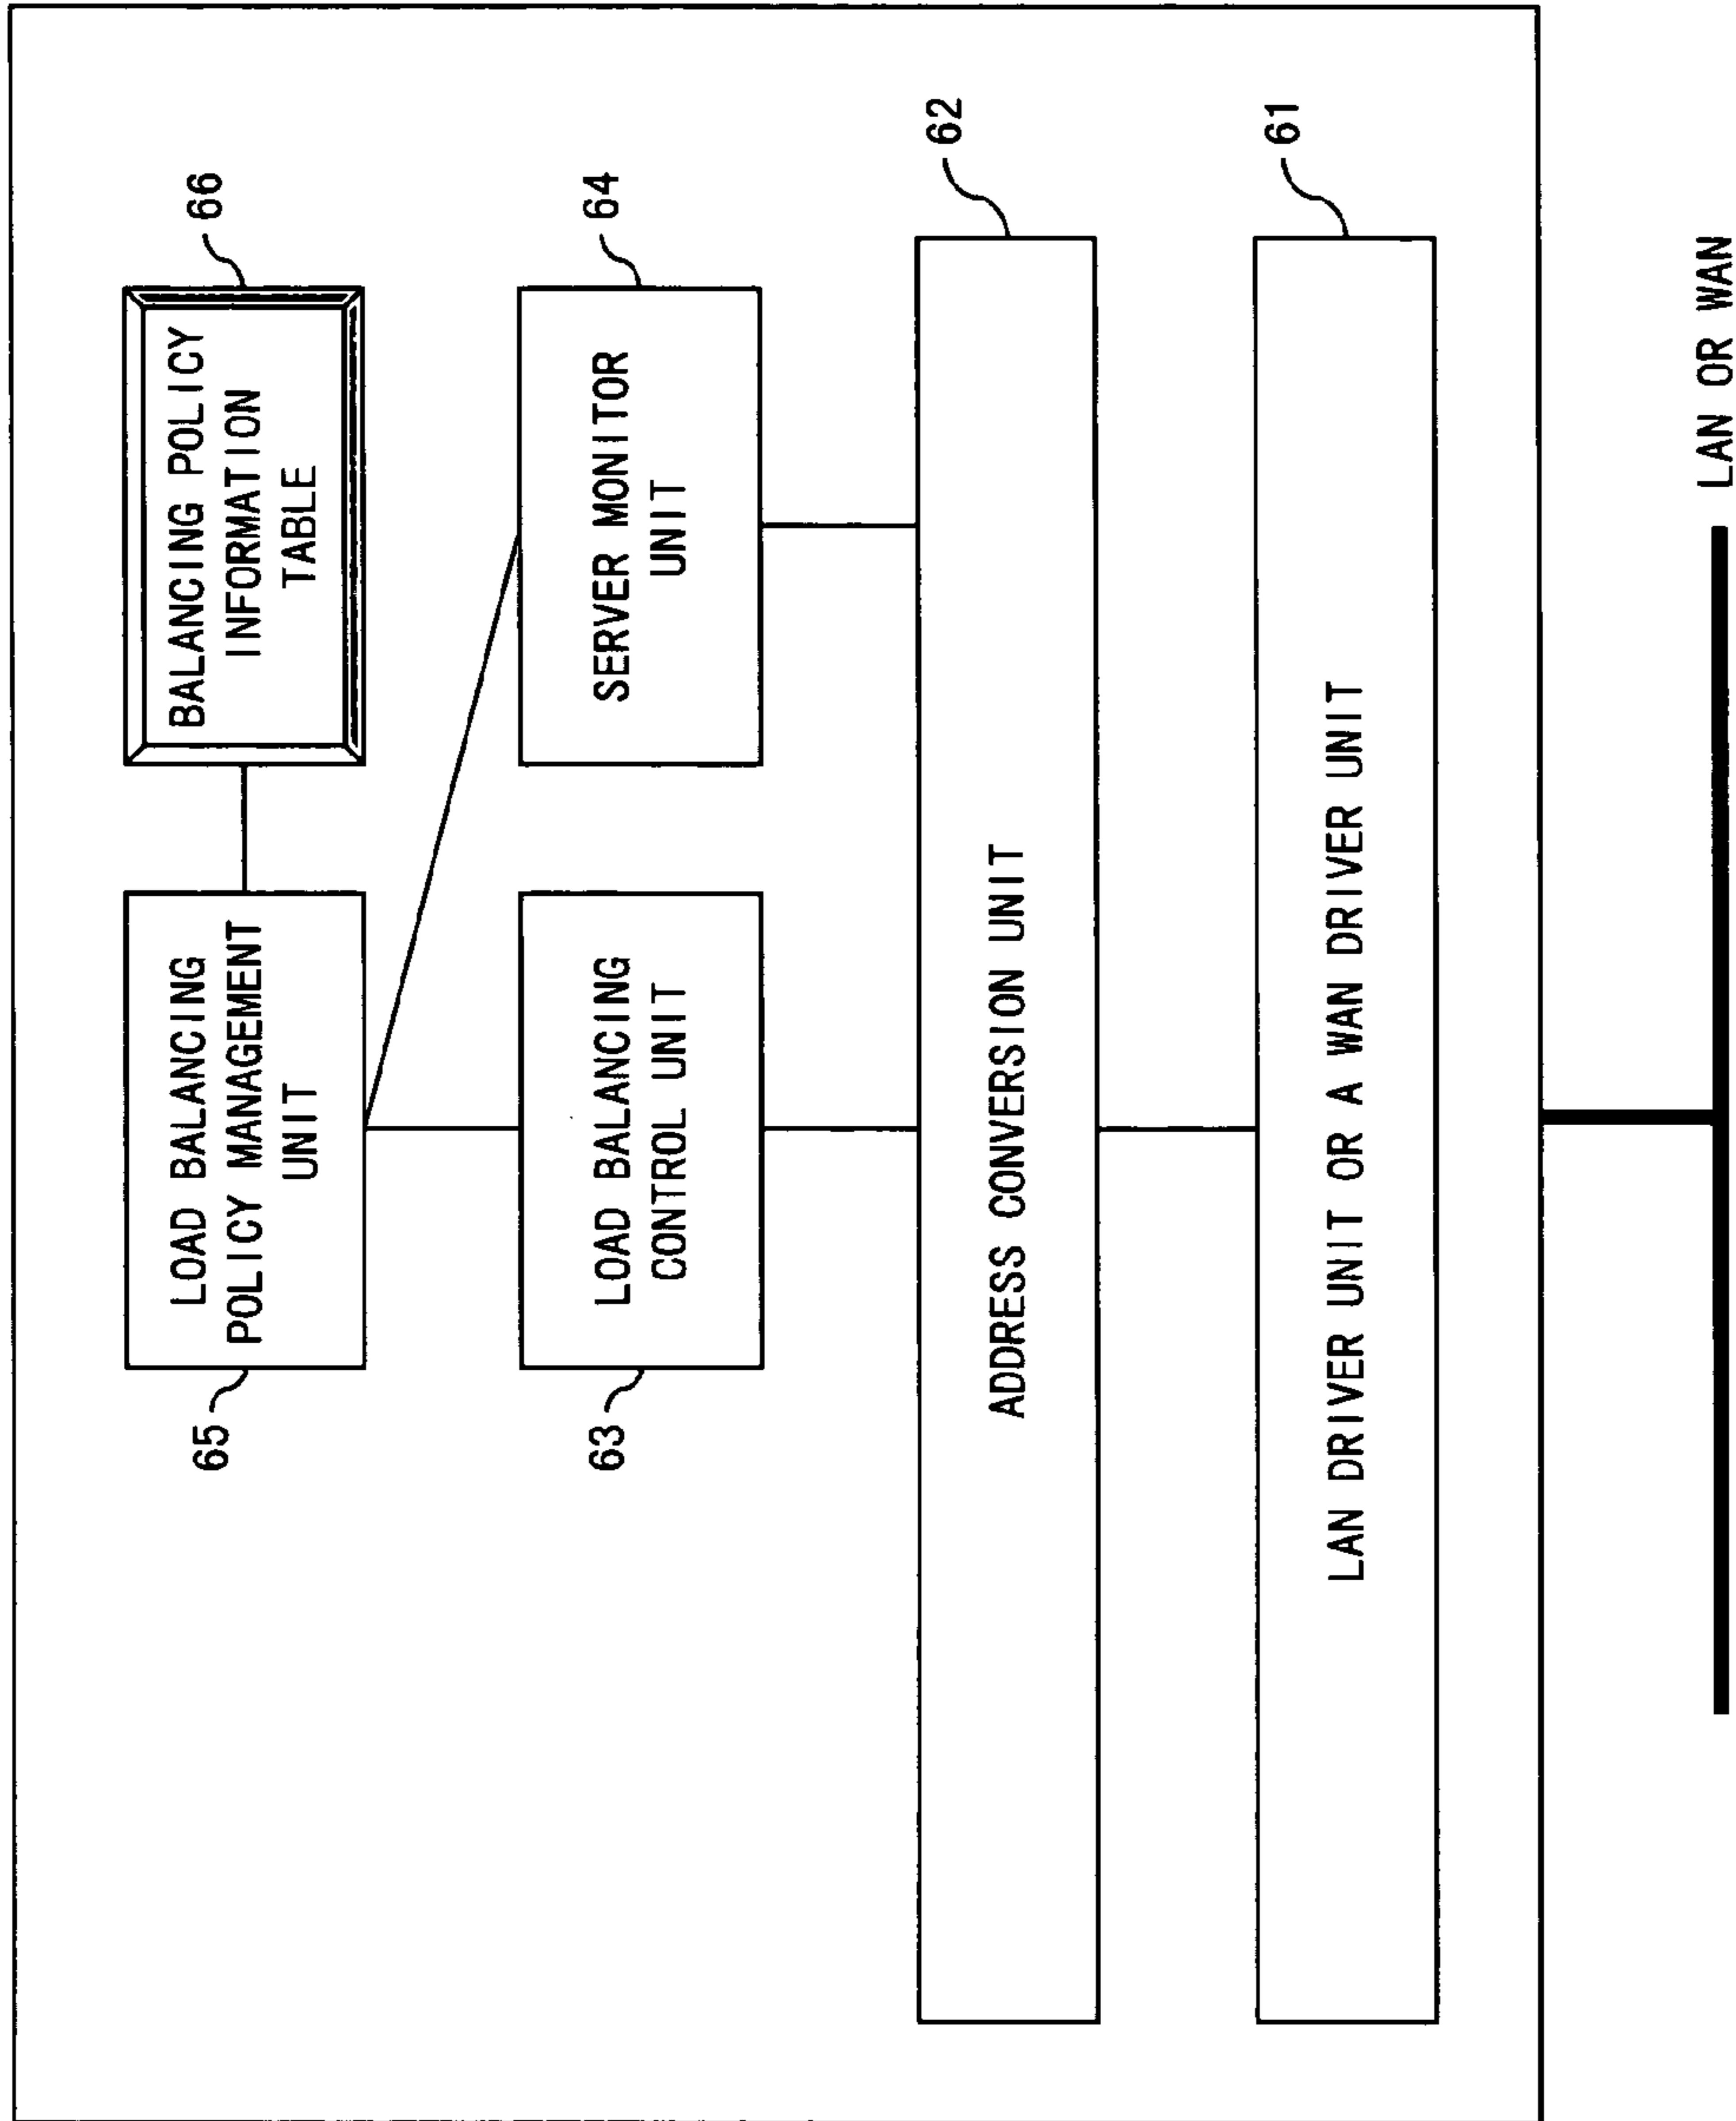 65
LOAD BALANCING
POLICY MANAGEMENT
UNIT
BALANCING POLICY
INFORMATION
TABLE
66
63
LOAD BALANCING
CONTROL UNIT
SERVER MONITOR
UNIT
64
ADDRESS CONVERSION UNIT
62
LAN DRIVER UNIT OR A WAN DRIVER UNIT
61
LAN OR WAN